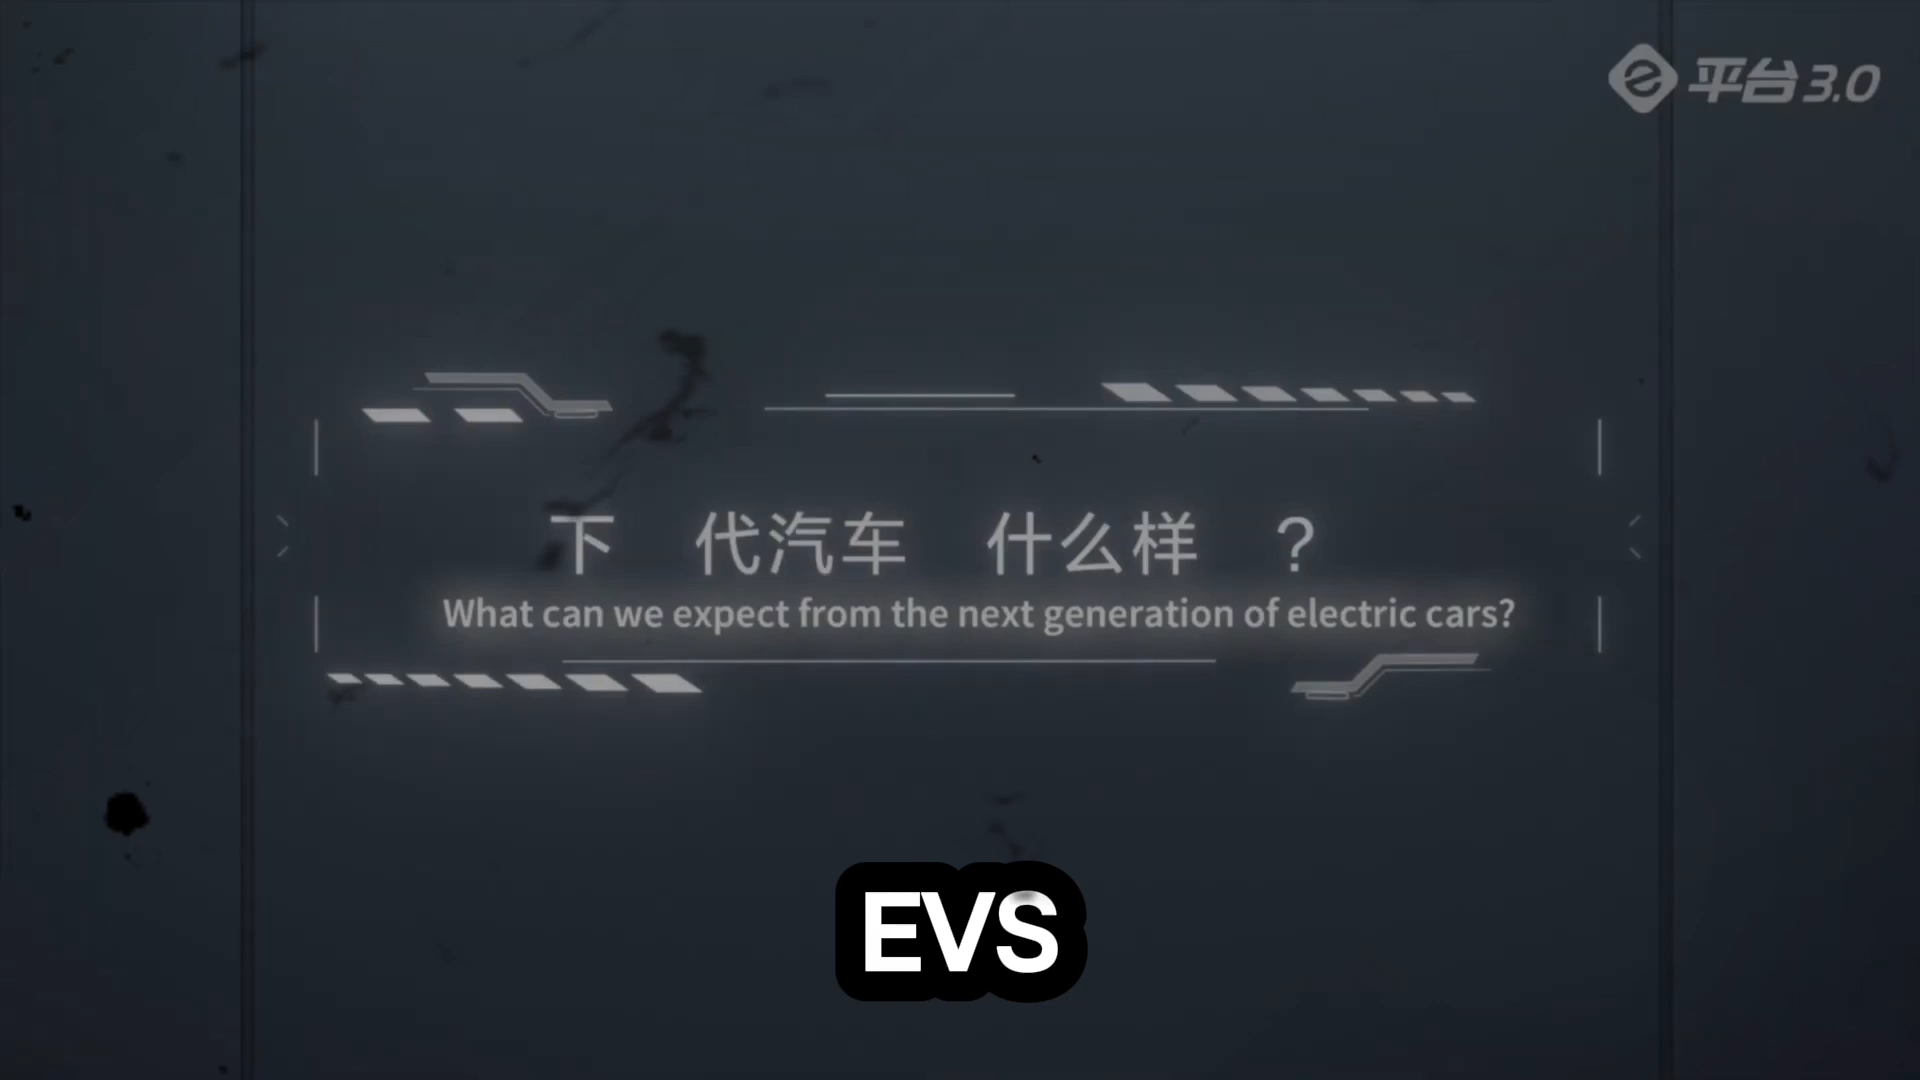 平台3.0
下 代汽车 什么样 ?
What can we expect from the next generation of electric cars?
EVS